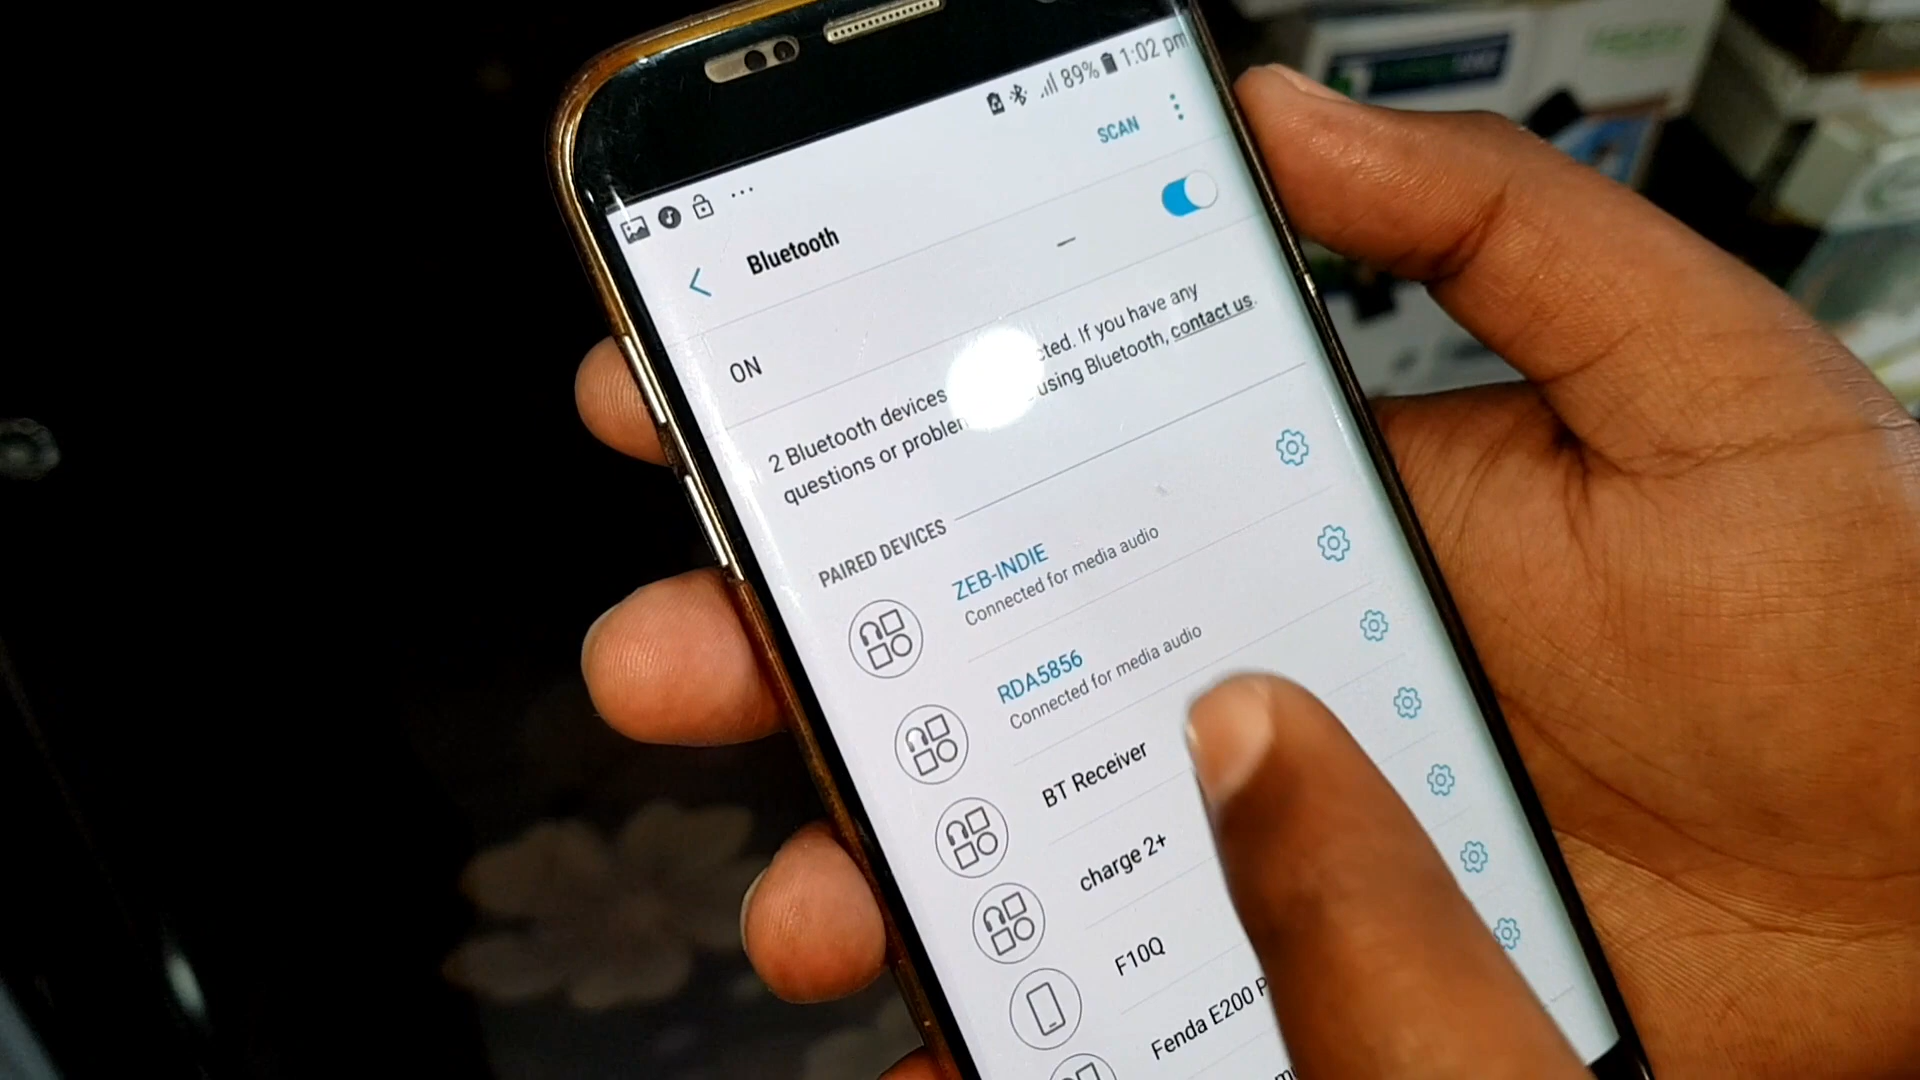 89% 1:02 pm
SCAN
Bluetooth
ON
2 Bluetooth devices cted. If you have any
questions or using Bluetooth, contact us.
PAIRED DEVICES
ZEB-INDIE
Connected for media audio
RDA5856
Connected for media audio
BT Receiver
charge 2+
F10Q
Fenda E200